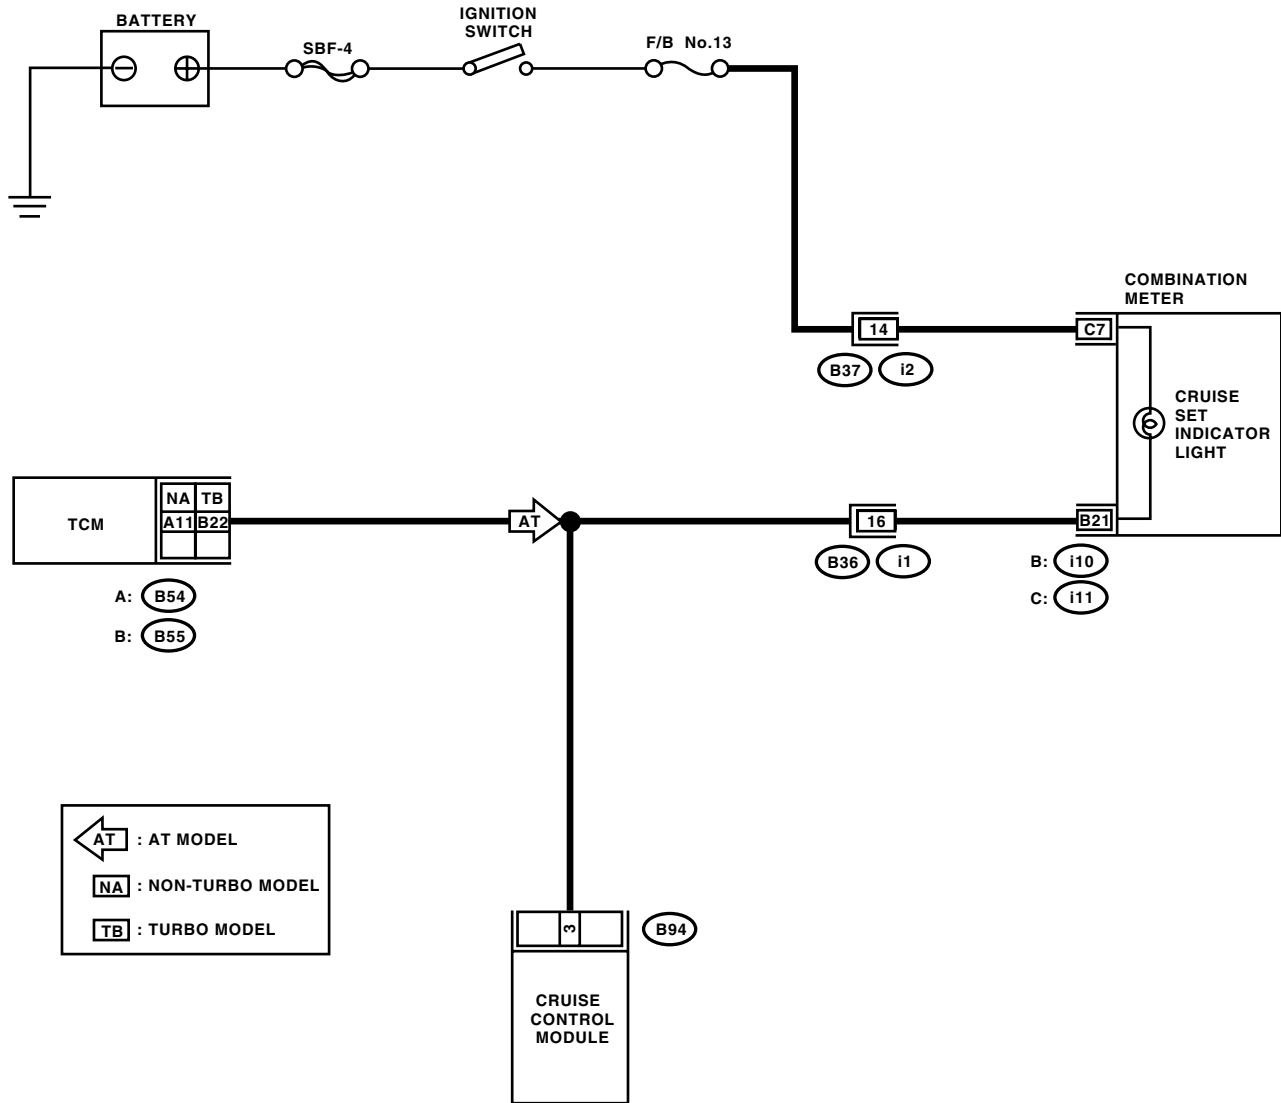 BATTERY
SBF-4
IGNITION
SWITCH
F/B No.13
COMBINATION
METER
14
C7
B37
i2
CRUISE
SET
INDICATOR
LIGHT
TCM
NA TB
A11 B22
AT
16
B21
B36
i1
B: i10
C: i11
A: B54
B: B55
AT : AT MODEL
NA : NON-TURBO MODEL
TB : TURBO MODEL
3
B94
CRUISE
CONTROL
MODULE